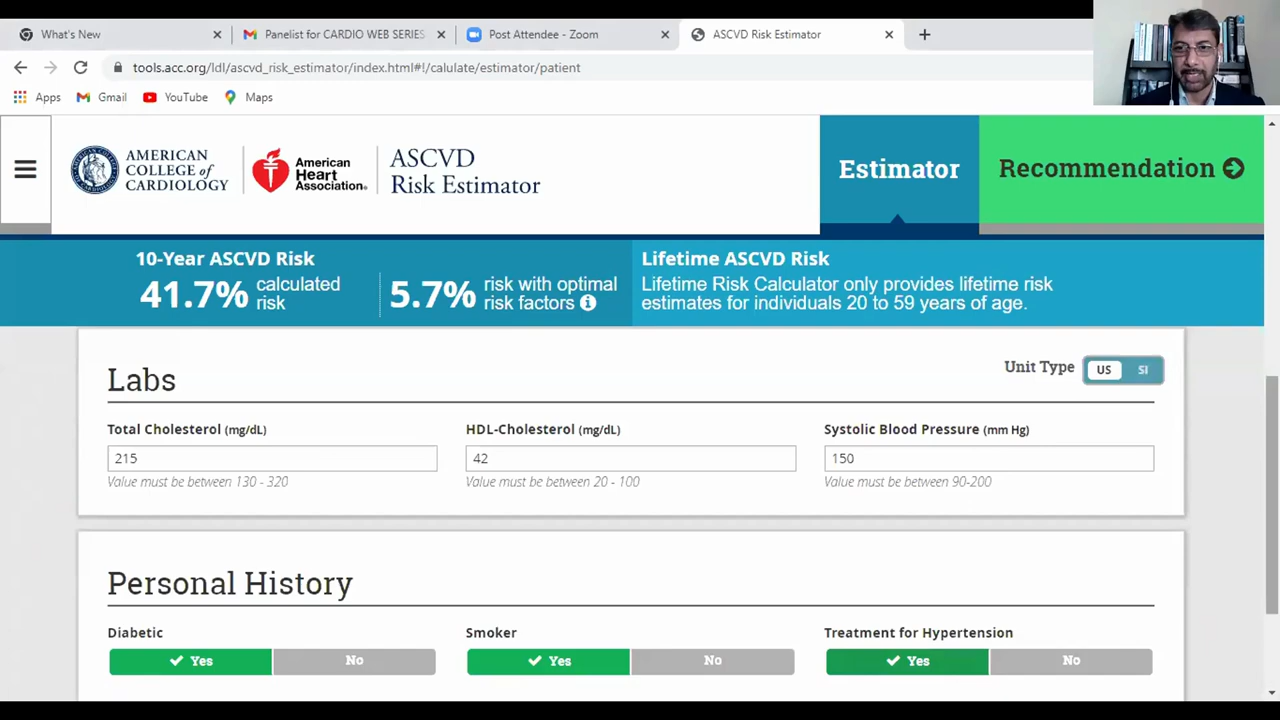 What's New
Panelist for CARDIO WEB SERIES
Post Attendee - Zoom
ASCVD Risk Estimator
tools.acc.org/ldl/ascvd_risk_estimator/index.html#!/calulate/estimator/patient
Apps
Gmail
YouTube
Maps
AMERICAN
COLLEGE of
CARDIOLOGY
American
Heart
Association.
ASCVD
Risk Estimator
Estimator
Recommendation
10-Year ASCVD Risk
41.7% calculated
risk
5.7% risk with optimal
risk factors
Lifetime ASCVD Risk
Lifetime Risk Calculator only provides lifetime risk
estimates for individuals 20 to 59 years of age.
Labs
Unit Type US SI
Total Cholesterol (mg/dL)
215
Value must be between 130 - 320
HDL-Cholesterol (mg/dL)
42
Value must be between 20 - 100
Systolic Blood Pressure (mm Hg)
150
Value must be between 90-200
Personal History
Diabetic
Yes No
Smoker
Yes No
Treatment for Hypertension
Yes No